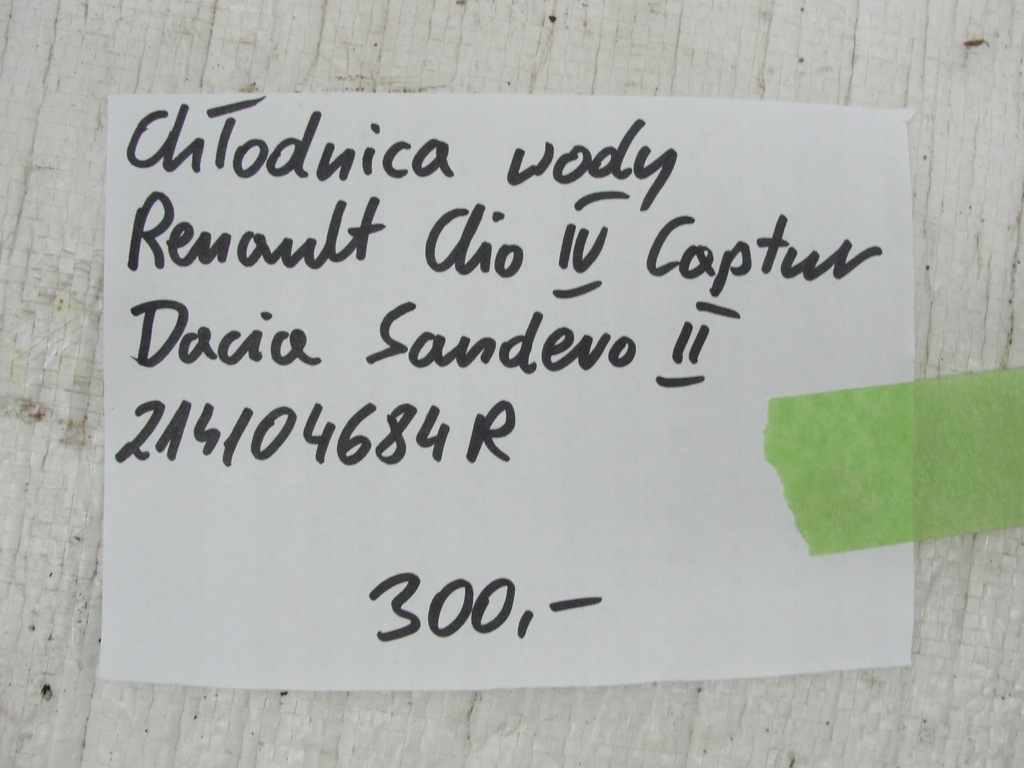 Chłodnica wody
Renault Clio IV Captur
Dacia Sandero II
214104684R
300,-